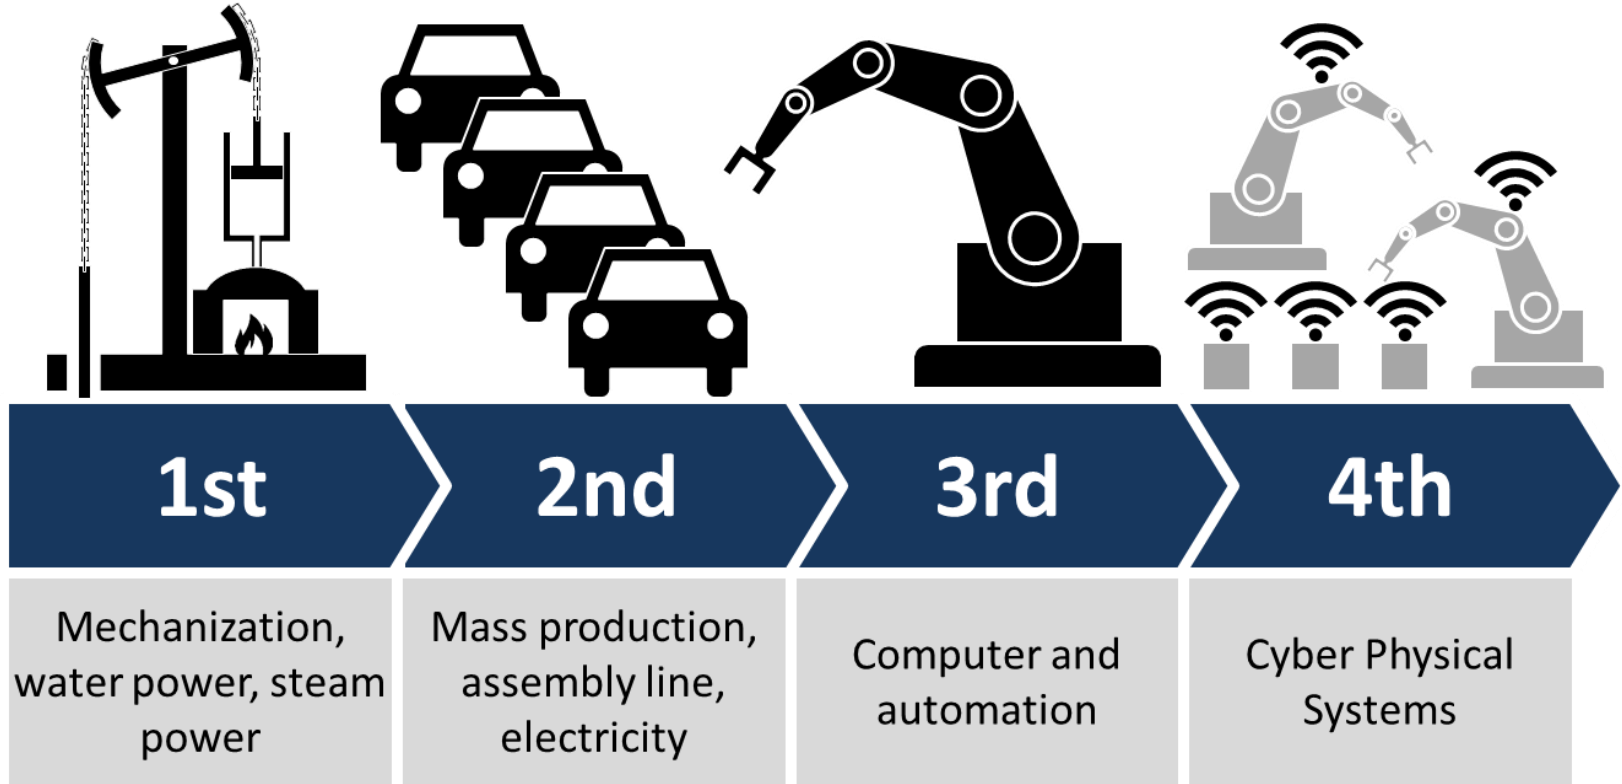 1st
2nd
3rd
4th
Mechanization,
water power, steam
power
Mass production,
assembly line,
electricity
Computer and
automation
Cyber Physical
Systems